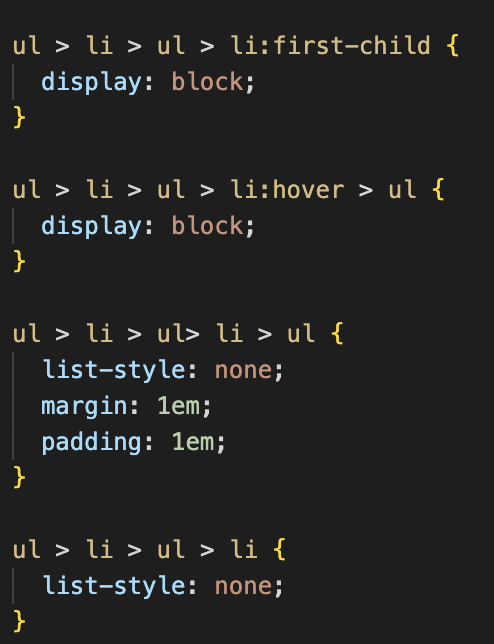 ul > li > ul > li:first-child {
  display: block;
}
ul > li > ul > li:hover > ul {
  display: block;
}
ul > li > ul> li > ul {
  list-style: none;
  margin: 1em;
  padding: 1em;
}
ul > li > ul > li {
  list-style: none;
}